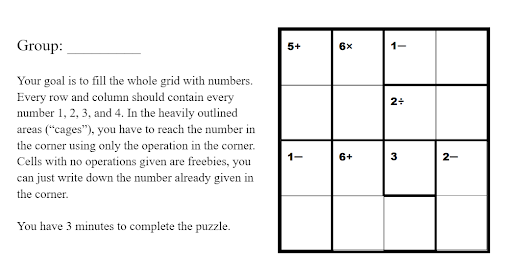 Group: __________
5+ 6× 1−
Your goal is to fill the whole grid with numbers.
Every row and column should contain every
number 1, 2, 3, and 4. In the heavily outlined
areas (“cages”), you have to reach the number in
the corner using only the operation in the corner.
Cells with no operations given are freebies, you
can just write down the number already given in
the corner.
You have 3 minutes to complete the puzzle.
2÷
1− 6+ 3 2−